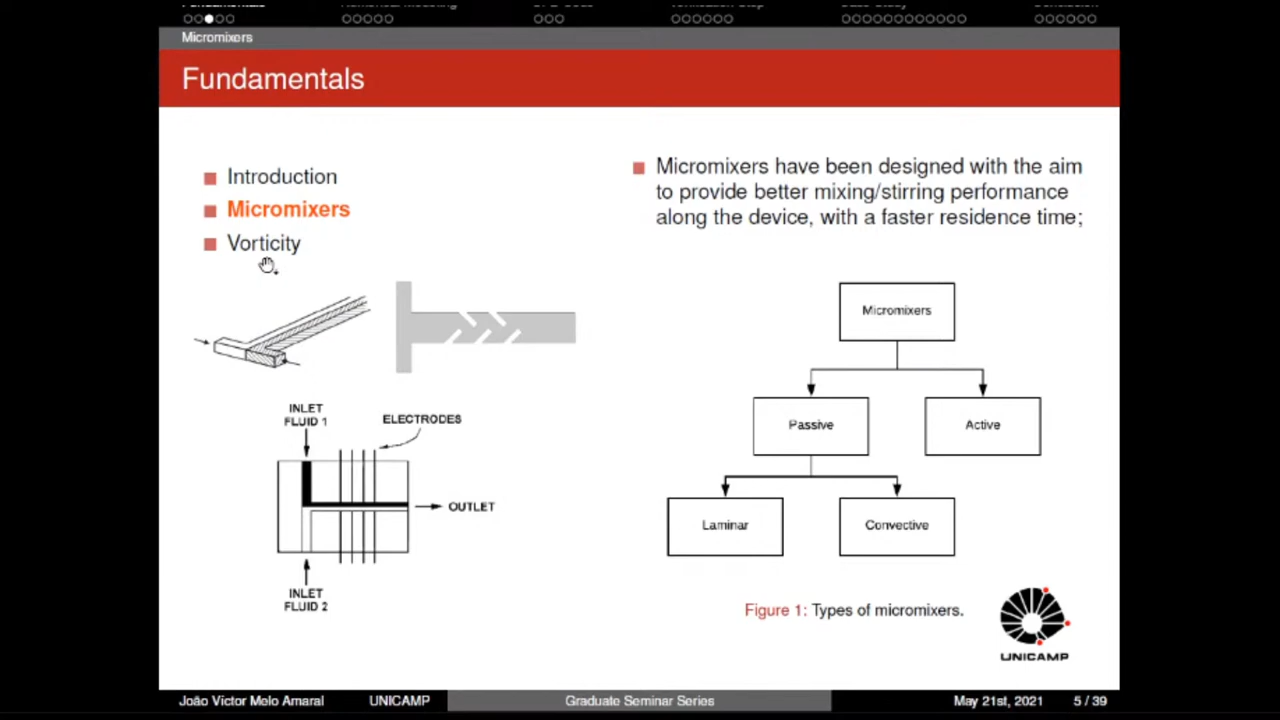 Micromixers
Fundamentals
Introduction
Micromixers
Vorticity
Micromixers have been designed with the aim
to provide better mixing/stirring performance
along the device, with a faster residence time;
INLET
FLUID 1
ELECTRODES
OUTLET
INLET
FLUID 2
Micromixers
Passive
Active
Laminar
Convective
Figure 1: Types of micromixers.
UNICAMP
João Víctor Melo Amaral
UNICAMP
Graduate Seminar Series
May 21st, 2021
5 / 39